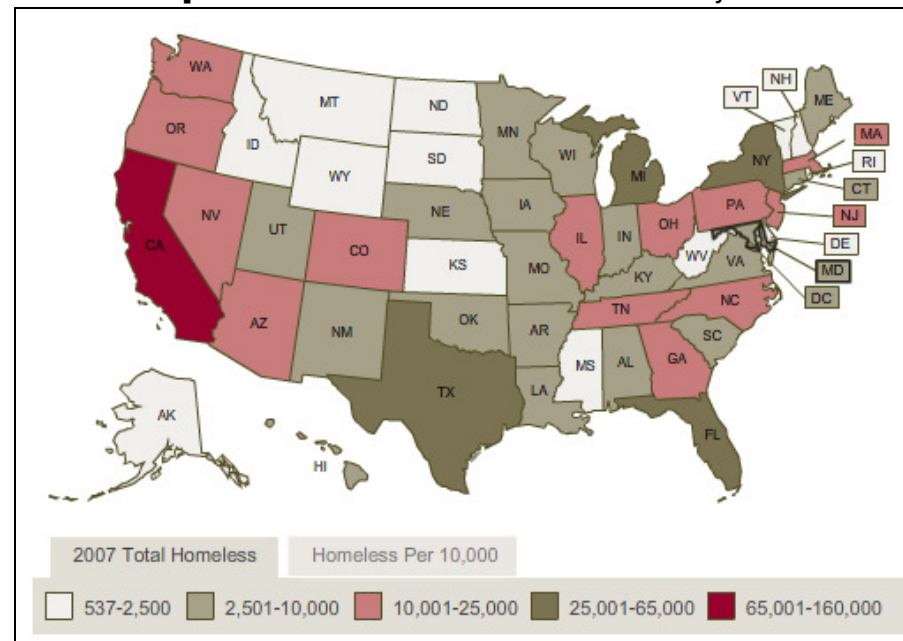 WA
MT
ND
OR
ID
SD
WY
MN
WI
MI
NY
VT
NH
ME
MA
RI
CT
NJ
DE
MD
DC
PA
NV
UT
CO
NE
KS
IA
IL
IN
OH
WV
VA
KY
MO
CA
AZ
NM
OK
AR
TN
NC
SC
GA
AL
MS
LA
TX
FL
AK
HI
2007 Total Homeless
Homeless Per 10,000
537-2,500
2,501-10,000
10,001-25,000
25,001-65,000
65,001-160,000